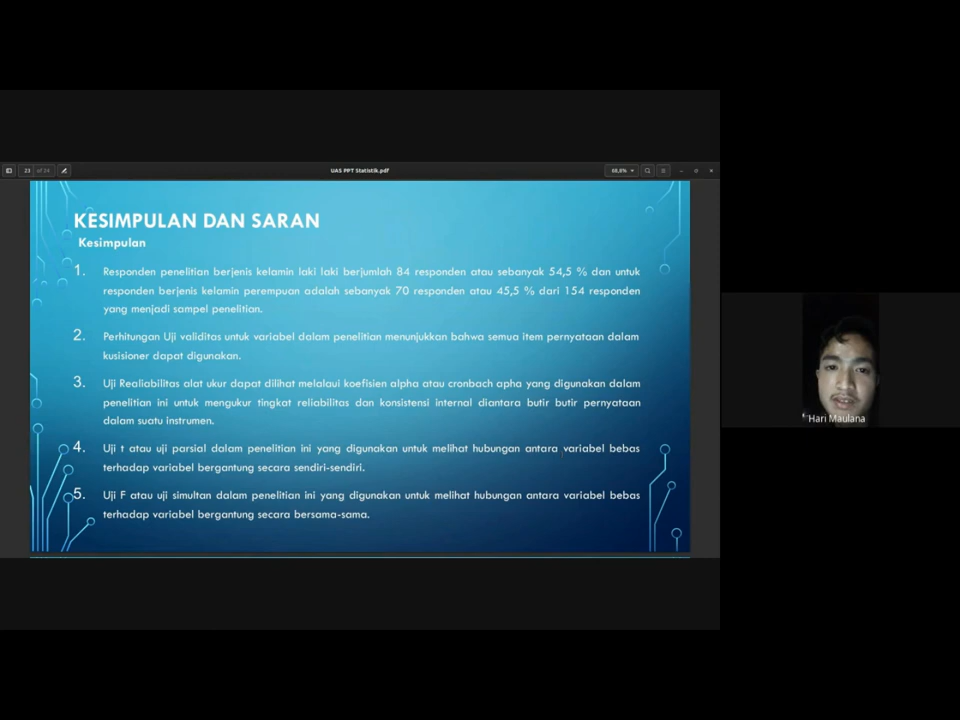 23 of 24
UAS PPT Statistik.pdf
68,8%
KESIMPULAN DAN SARAN
Kesimpulan
1. Responden penelitian berjenis kelamin laki laki berjumlah 84 responden atau sebanyak 54,5 % dan untuk
responden berjenis kelamin perempuan adalah sebanyak 70 responden atau 45,5 % dari 154 responden
yang menjadi sampel penelitian.
2. Perhitungan Uji validitas untuk variabel dalam penelitian menunjukkan bahwa semua item pernyataan dalam
kusisioner dapat digunakan.
3. Uji Realiabilitas alat ukur dapat dilihat melalaui koefisien alpha atau cronbach apha yang digunakan dalam
penelitian ini untuk mengukur tingkat reliabilitas dan konsistensi internal diantara butir butir pernyataan
dalam suatu instrumen.
4. Uji t atau uji parsial dalam penelitian ini yang digunakan untuk melihat hubungan antara variabel bebas
terhadap variabel bergantung secara sendiri-sendiri.
5. Uji F atau uji simultan dalam penelitian ini yang digunakan untuk melihat hubungan antara variabel bebas
terhadap variabel bergantung secara bersama-sama.
Hari Maulana